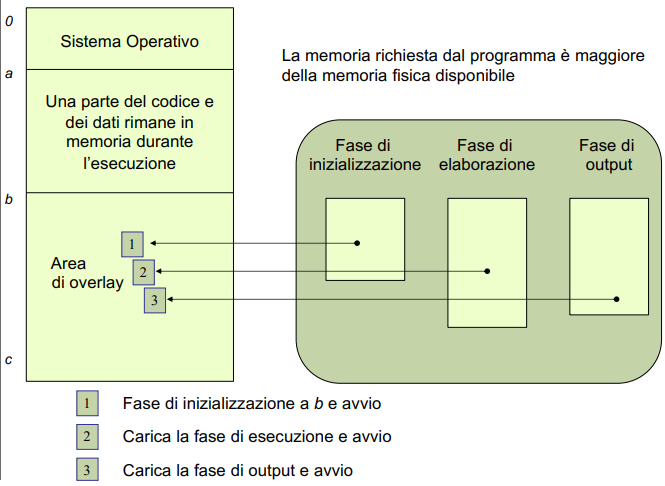 0
Sistema Operativo
a
Una parte del codice e
dei dati rimane in
memoria durante
l'esecuzione
b
1
Area
di overlay
2
3
c
La memoria richiesta dal programma è maggiore
della memoria fisica disponibile
Fase di
inizializzazione
Fase di
elaborazione
Fase di
output
1 Fase di inizializzazione a b e avvio
2 Carica la fase di esecuzione e avvio
3 Carica la fase di output e avvio